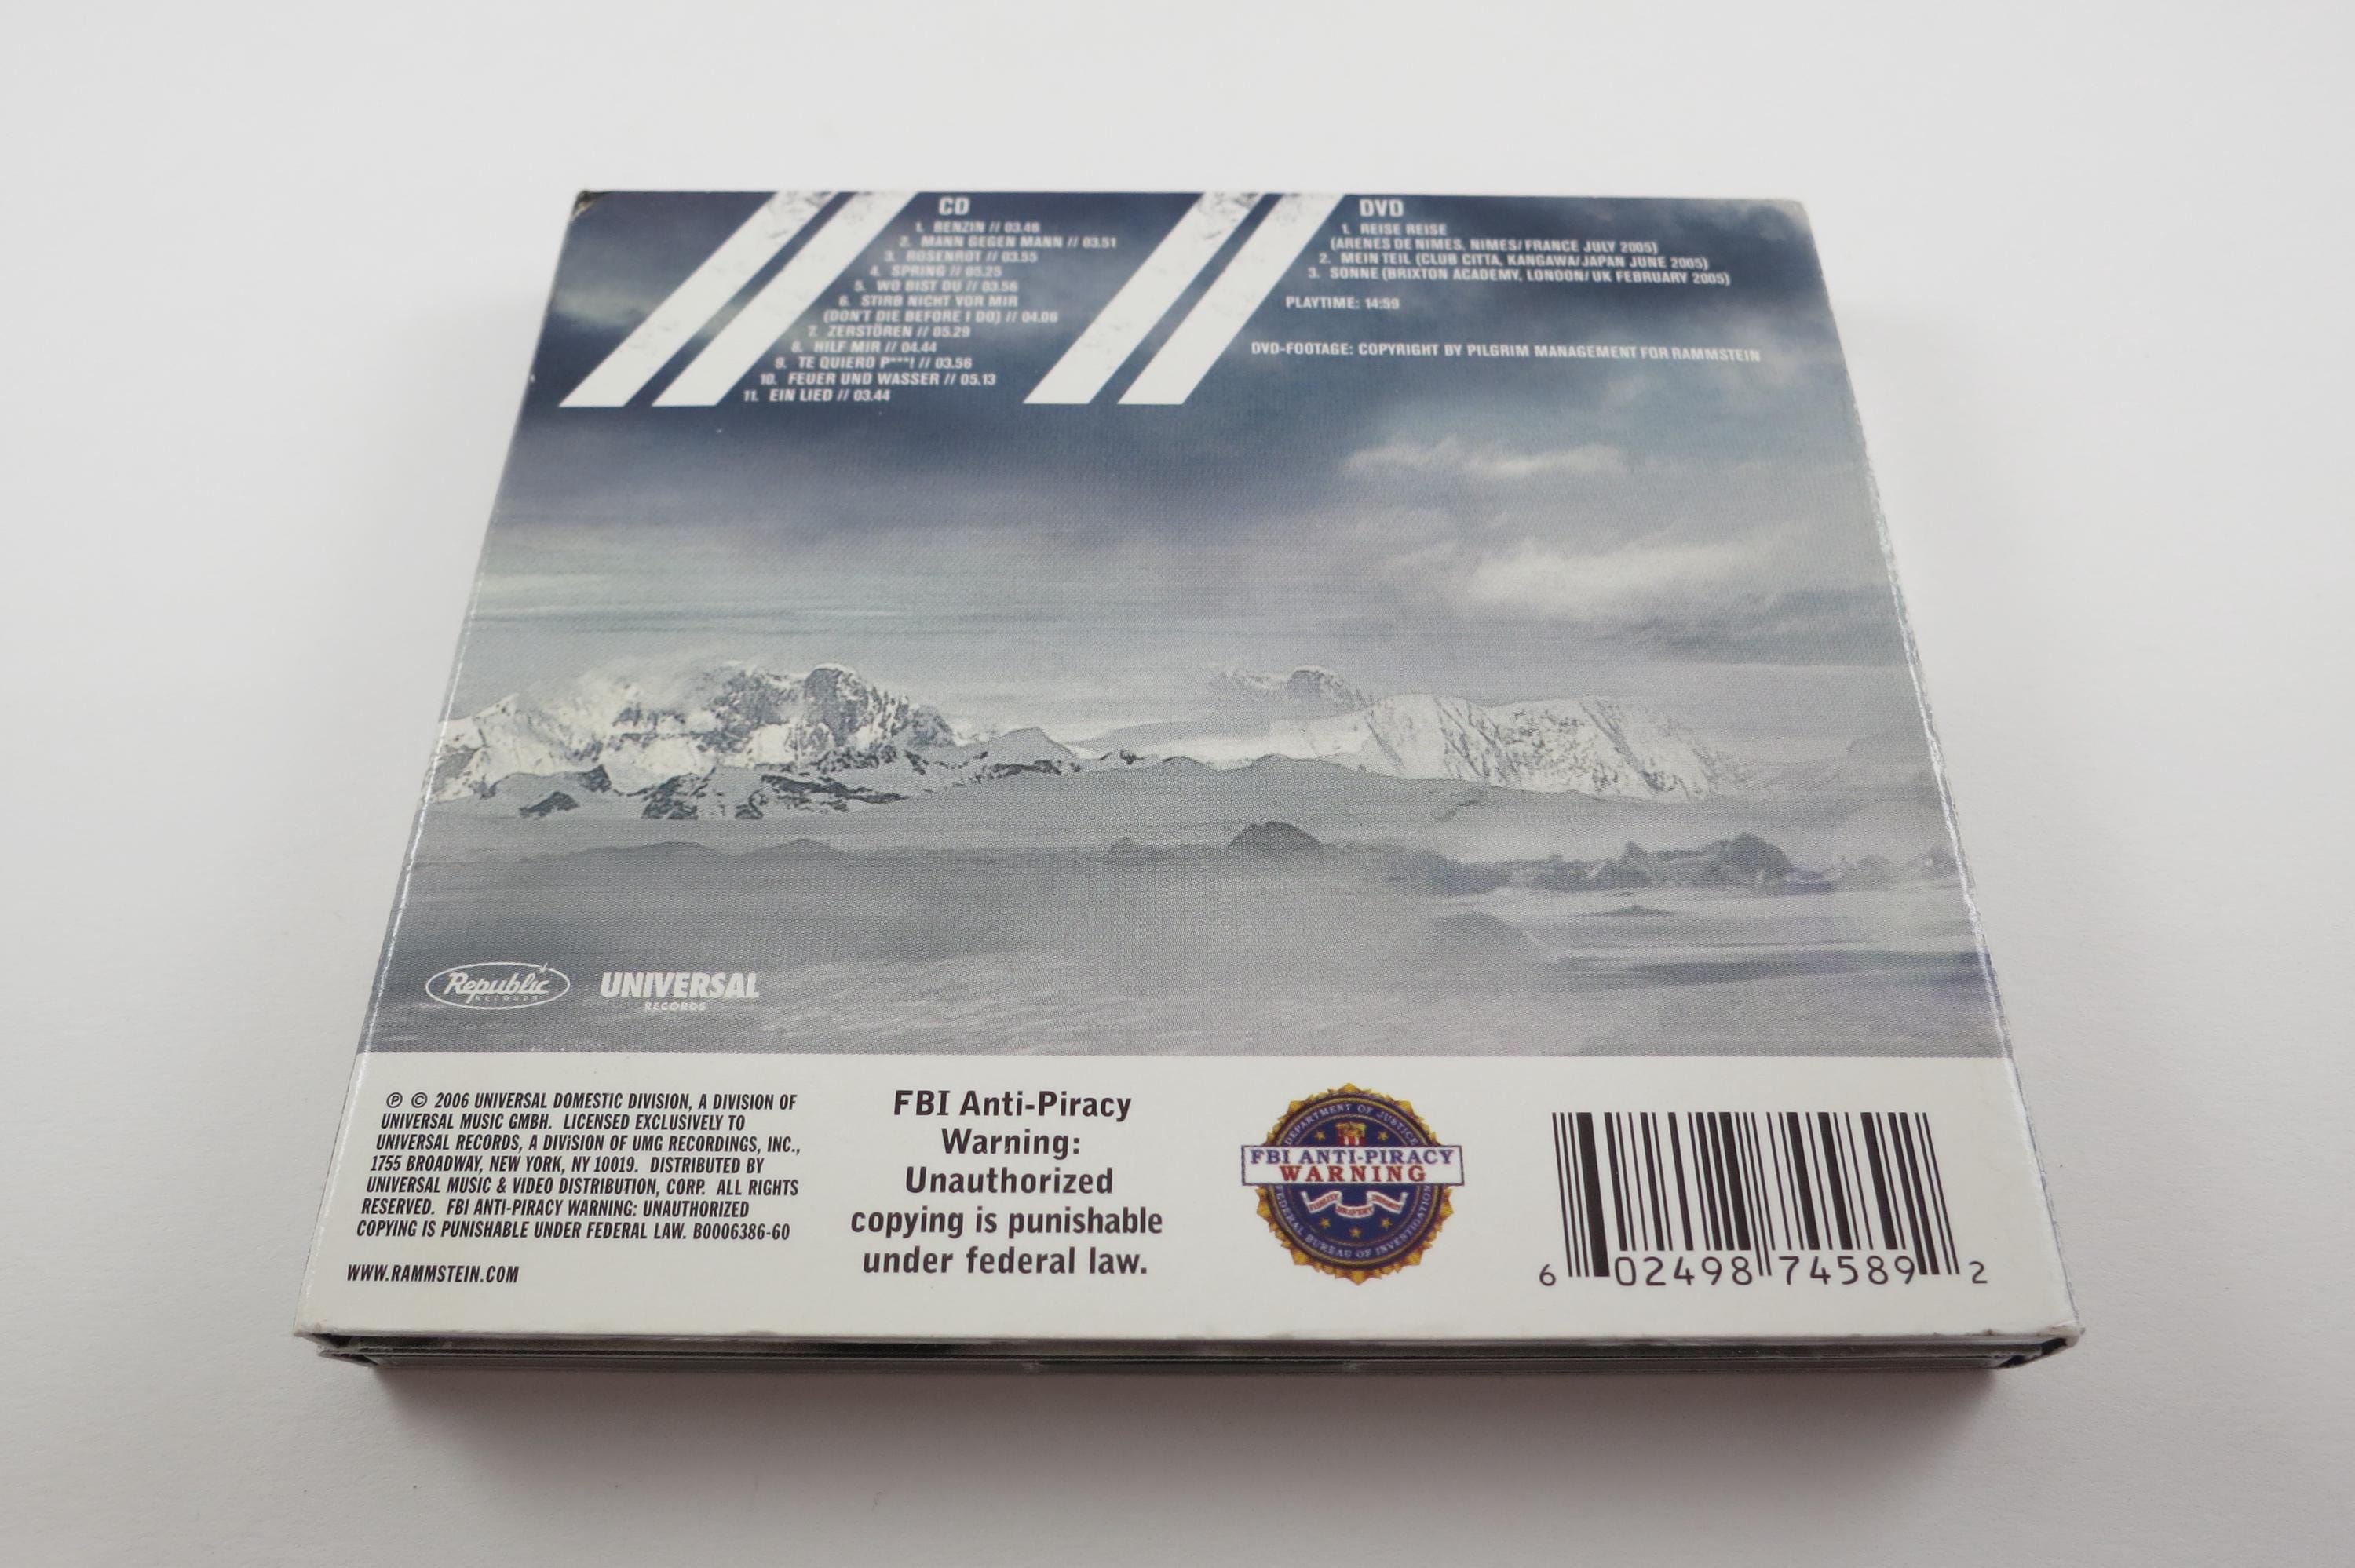 CD
1. BENZIN // 03.46
2. MANN GEGEN MANN // 03.51
3. ROSENROT // 03.55
4. SPRING // 05.25
5. WO BIST DU // 03.56
6. STIRB NICHT VOR MIR
(DON'T DIE BEFORE I DO) // 04.06
7. ZERSTÖREN // 05.29
8. HILF MIR // 04.44
9. TE QUIERO P***! // 03.56
10. FEUER UND WASSER // 05.13
11. EIN LIED // 03.44
DVD
1. REISE REISE
(ARENES DE NIMES, NIMES/FRANCE JULY 2005)
2. MEIN TEIL (CLUB CITTA, KANGAWA/JAPAN JUNE 2005)
3. SONNE (BRIXTON ACADEMY, LONDON/UK FEBRUARY 2005)
PLAYTIME: 14:59
DVD-FOOTAGE: COPYRIGHT BY PILGRIM MANAGEMENT FOR RAMMSTEIN
Republic
RECORDS
UNIVERSAL
RECORDS
℗ © 2006 UNIVERSAL DOMESTIC DIVISION, A DIVISION OF
UNIVERSAL MUSIC GMBH. LICENSED EXCLUSIVELY TO
UNIVERSAL RECORDS, A DIVISION OF UMG RECORDINGS, INC.,
1755 BROADWAY, NEW YORK, NY 10019. DISTRIBUTED BY
UNIVERSAL MUSIC & VIDEO DISTRIBUTION, CORP. ALL RIGHTS
RESERVED. FBI ANTI-PIRACY WARNING: UNAUTHORIZED
COPYING IS PUNISHABLE UNDER FEDERAL LAW. B0006386-60
WWW.RAMMSTEIN.COM
FBI Anti-Piracy
Warning:
Unauthorized
copying is punishable
under federal law.
DEPARTMENT OF JUSTICE
FBI ANTI-PIRACY
WARNING
FIDELITY BRAVERY INTEGRITY
FEDERAL BUREAU OF INVESTIGATION
6 02498 74589 2